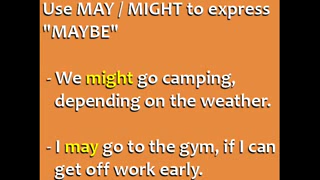 Use MAY / MIGHT to express
"MAYBE"
- We might go camping,
depending on the weather.
- I may go to the gym, if I can
get off work early.